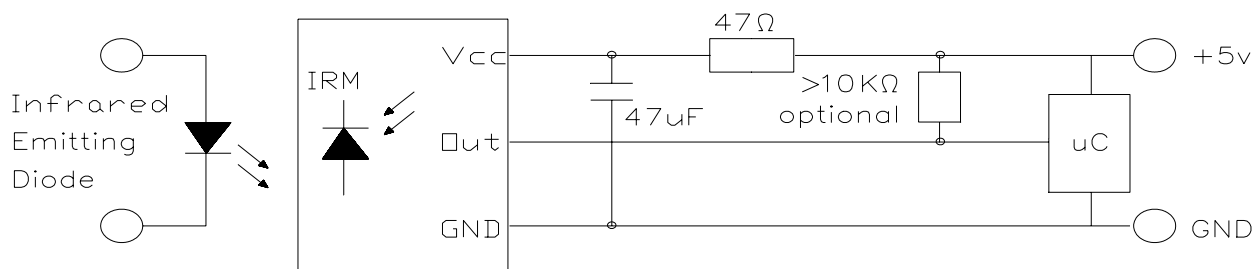 Infrared
Emitting
Diode
IRM
Vcc
Out
GND
47uF
47Ω
>10KΩ
optional
uC
+5v
GND